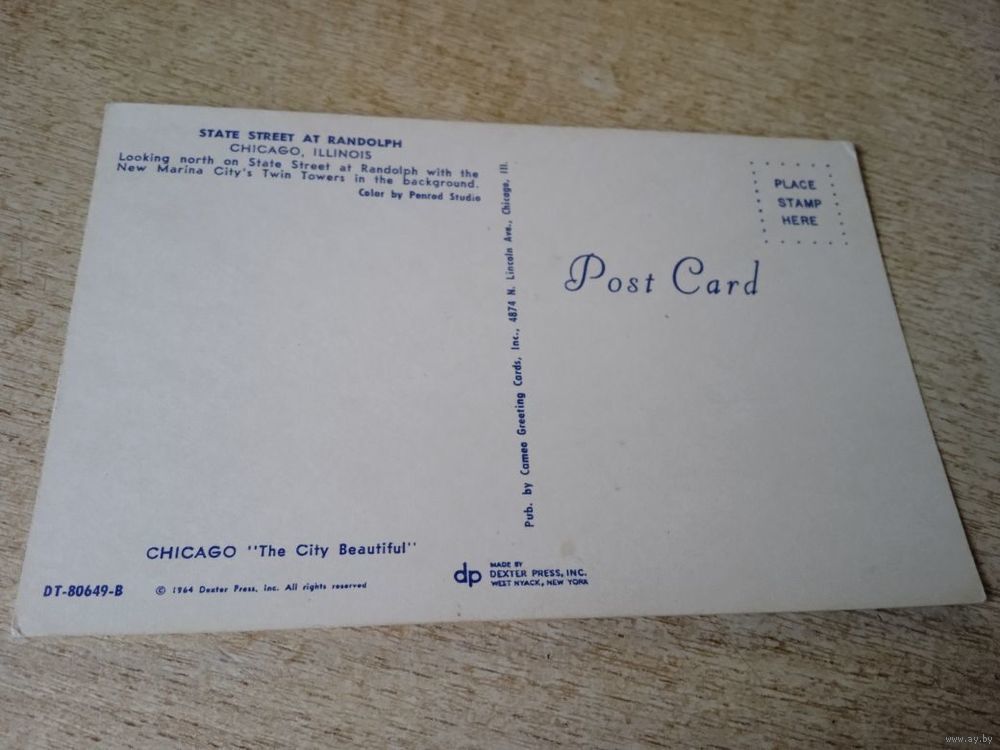 STATE STREET AT RANDOLPH
CHICAGO, ILLINOIS
Looking north on State Street at Randolph with the
New Marina City's Twin Towers in the background.
Color by Penrod Studio
Pub. by Cameo Greeting Cards, Inc., 4874 N. Lincoln Ave., Chicago, Ill.
PLACE
STAMP
HERE
Post Card
CHICAGO "The City Beautiful"
DT-80649-B
© 1964 Dexter Press, Inc. All rights reserved
dp
MADE BY
DEXTER PRESS, INC.
WEST NYACK, NEW YORK
www.ay.by